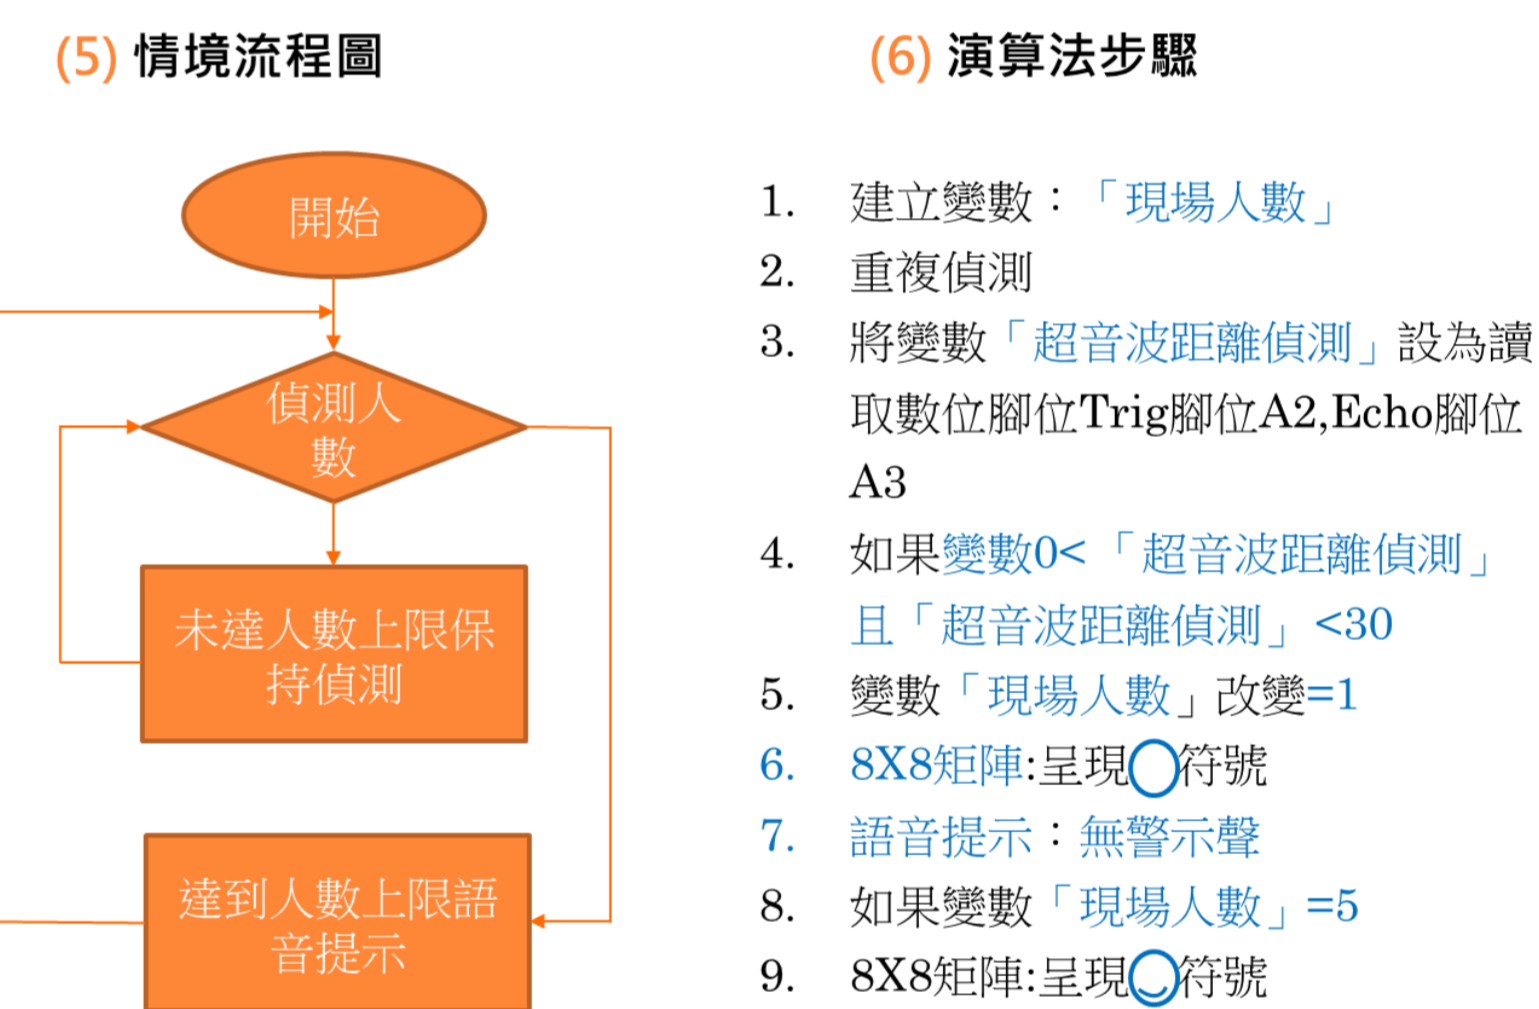 (5) 情境流程圖
開始
偵測人
數
未達人數上限保
持偵測
達到人數上限語
音提示
(6) 演算法步驟
1. 建立變數：「現場人數」
2. 重複偵測
3. 將變數「超音波距離偵測」設為讀
取數位腳位Trig腳位A2,Echo腳位
A3
4. 如果變數0<「超音波距離偵測」
且「超音波距離偵測」<30
5. 變數「現場人數」改變=1
6. 8X8矩陣:呈現◯符號
7. 語音提示：無警示聲
8. 如果變數「現場人數」=5
9. 8X8矩陣:呈現符號